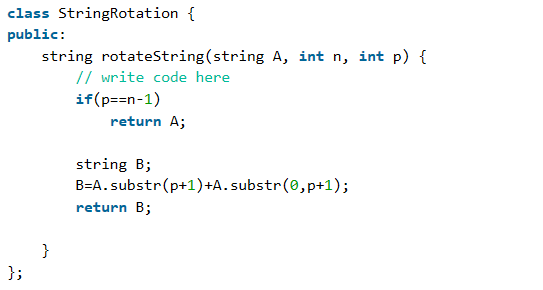 class StringRotation {
public:
    string rotateString(string A, int n, int p) {
        // write code here
        if(p==n-1)
            return A;
        string B;
        B=A.substr(p+1)+A.substr(0,p+1);
        return B;
    }
};